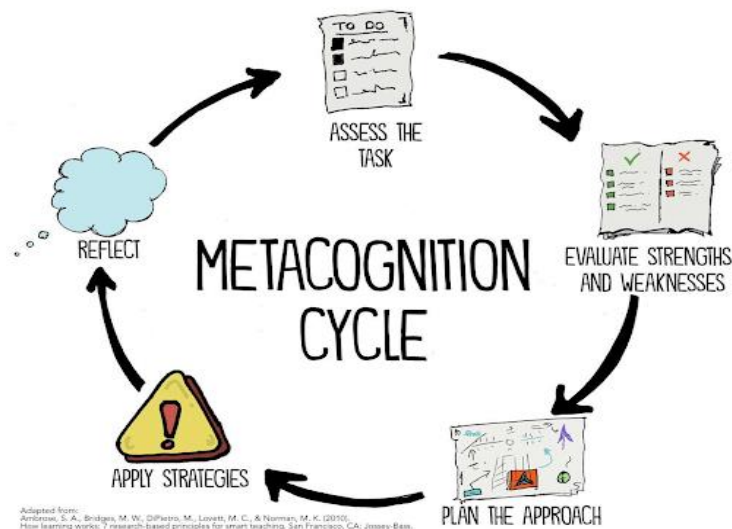 TO DO
ASSESS THE
TASK
EVALUATE STRENGTHS
AND WEAKNESSES
METACOGNITION
CYCLE
REFLECT
APPLY STRATEGIES
PLAN THE APPROACH
Adapted from:
Ambrose, S. A., Bridges, M. W., DiPietro, M., Lovett, M. C., & Norman, M. K. (2010).
How learning works: 7 research-based principles for smart teaching. San Francisco, CA: Jossey-Bass.